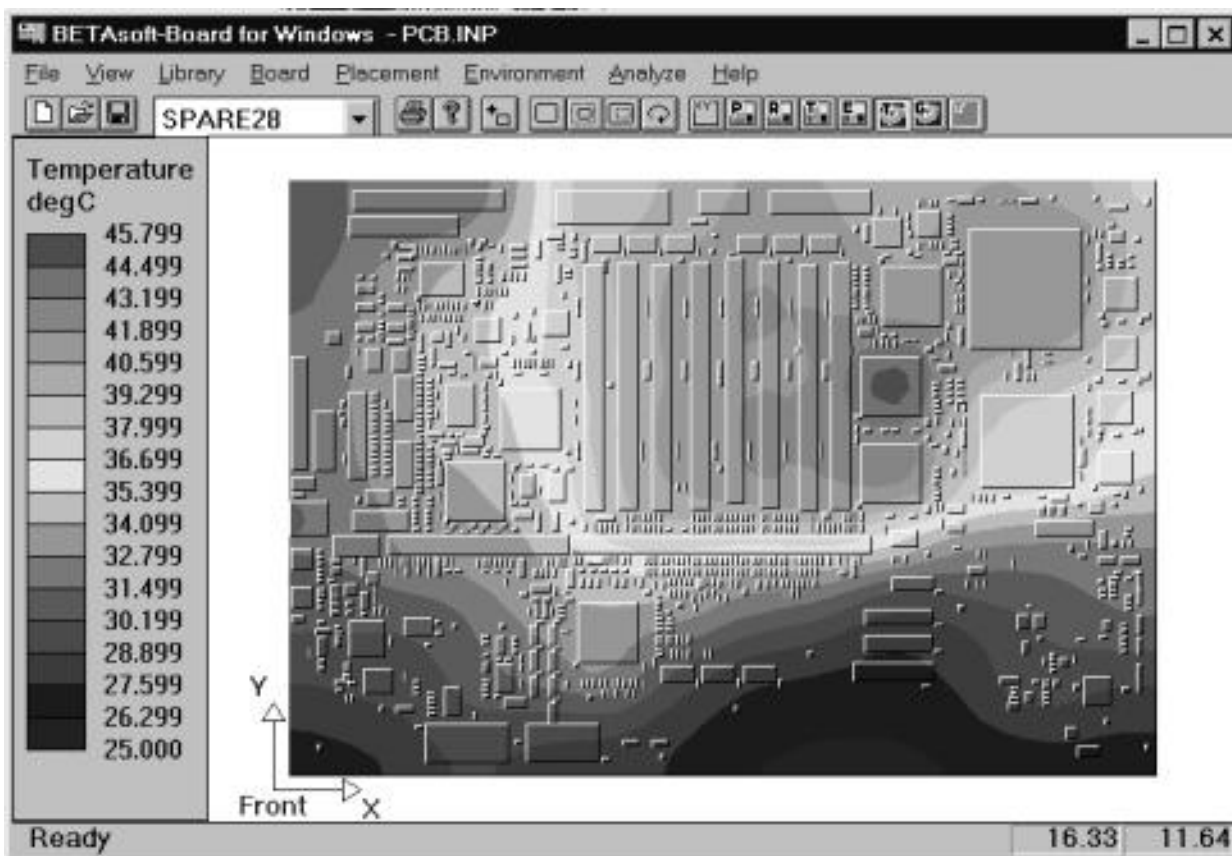 BETAsoft-Board for Windows - PCB.INP
File View Library Board Placement Environment Analyze Help
SPARE28
Temperature
degC
45.799
44.499
43.199
41.899
40.599
39.299
37.999
36.699
35.399
34.099
32.799
31.499
30.199
28.899
27.599
26.299
25.000
Y
Front
X
Ready 16.33 11.64